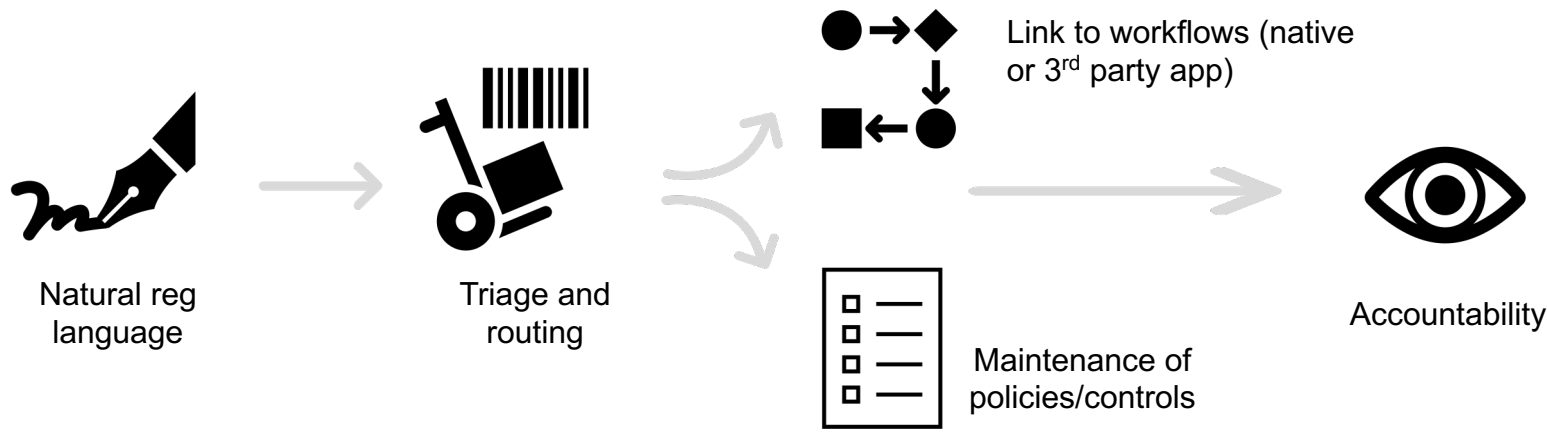 Natural reg
language
Triage and
routing
Link to workflows (native
or 3rd party app)
Maintenance of
policies/controls
Accountability